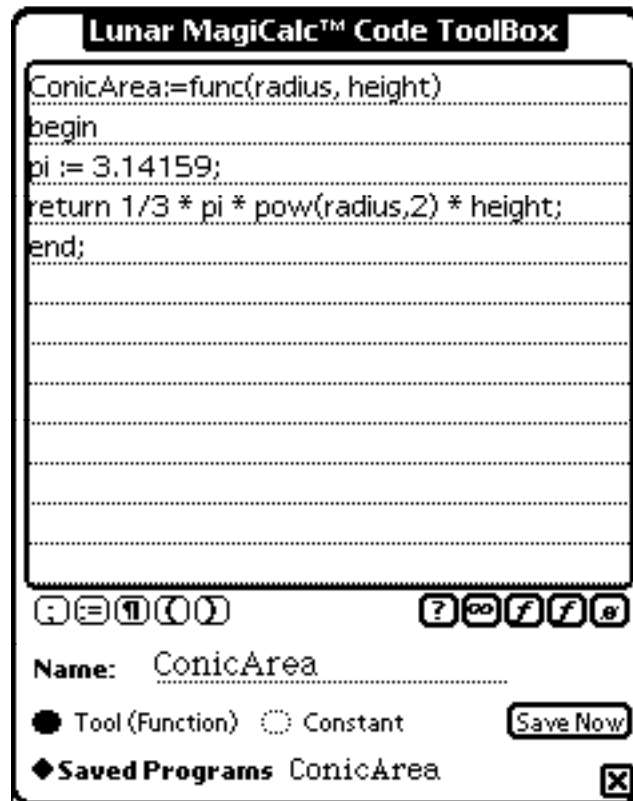 Lunar MagiCalc™ Code ToolBox
ConicArea:=func(radius, height)
begin
pi := 3.14159;
return 1/3 * pi * pow(radius,2) * height;
end;
; := ¶ ( ) ? ∞ ƒ ƒ
Name: ConicArea
Tool (Function) Constant Save Now
◆Saved Programs ConicArea X